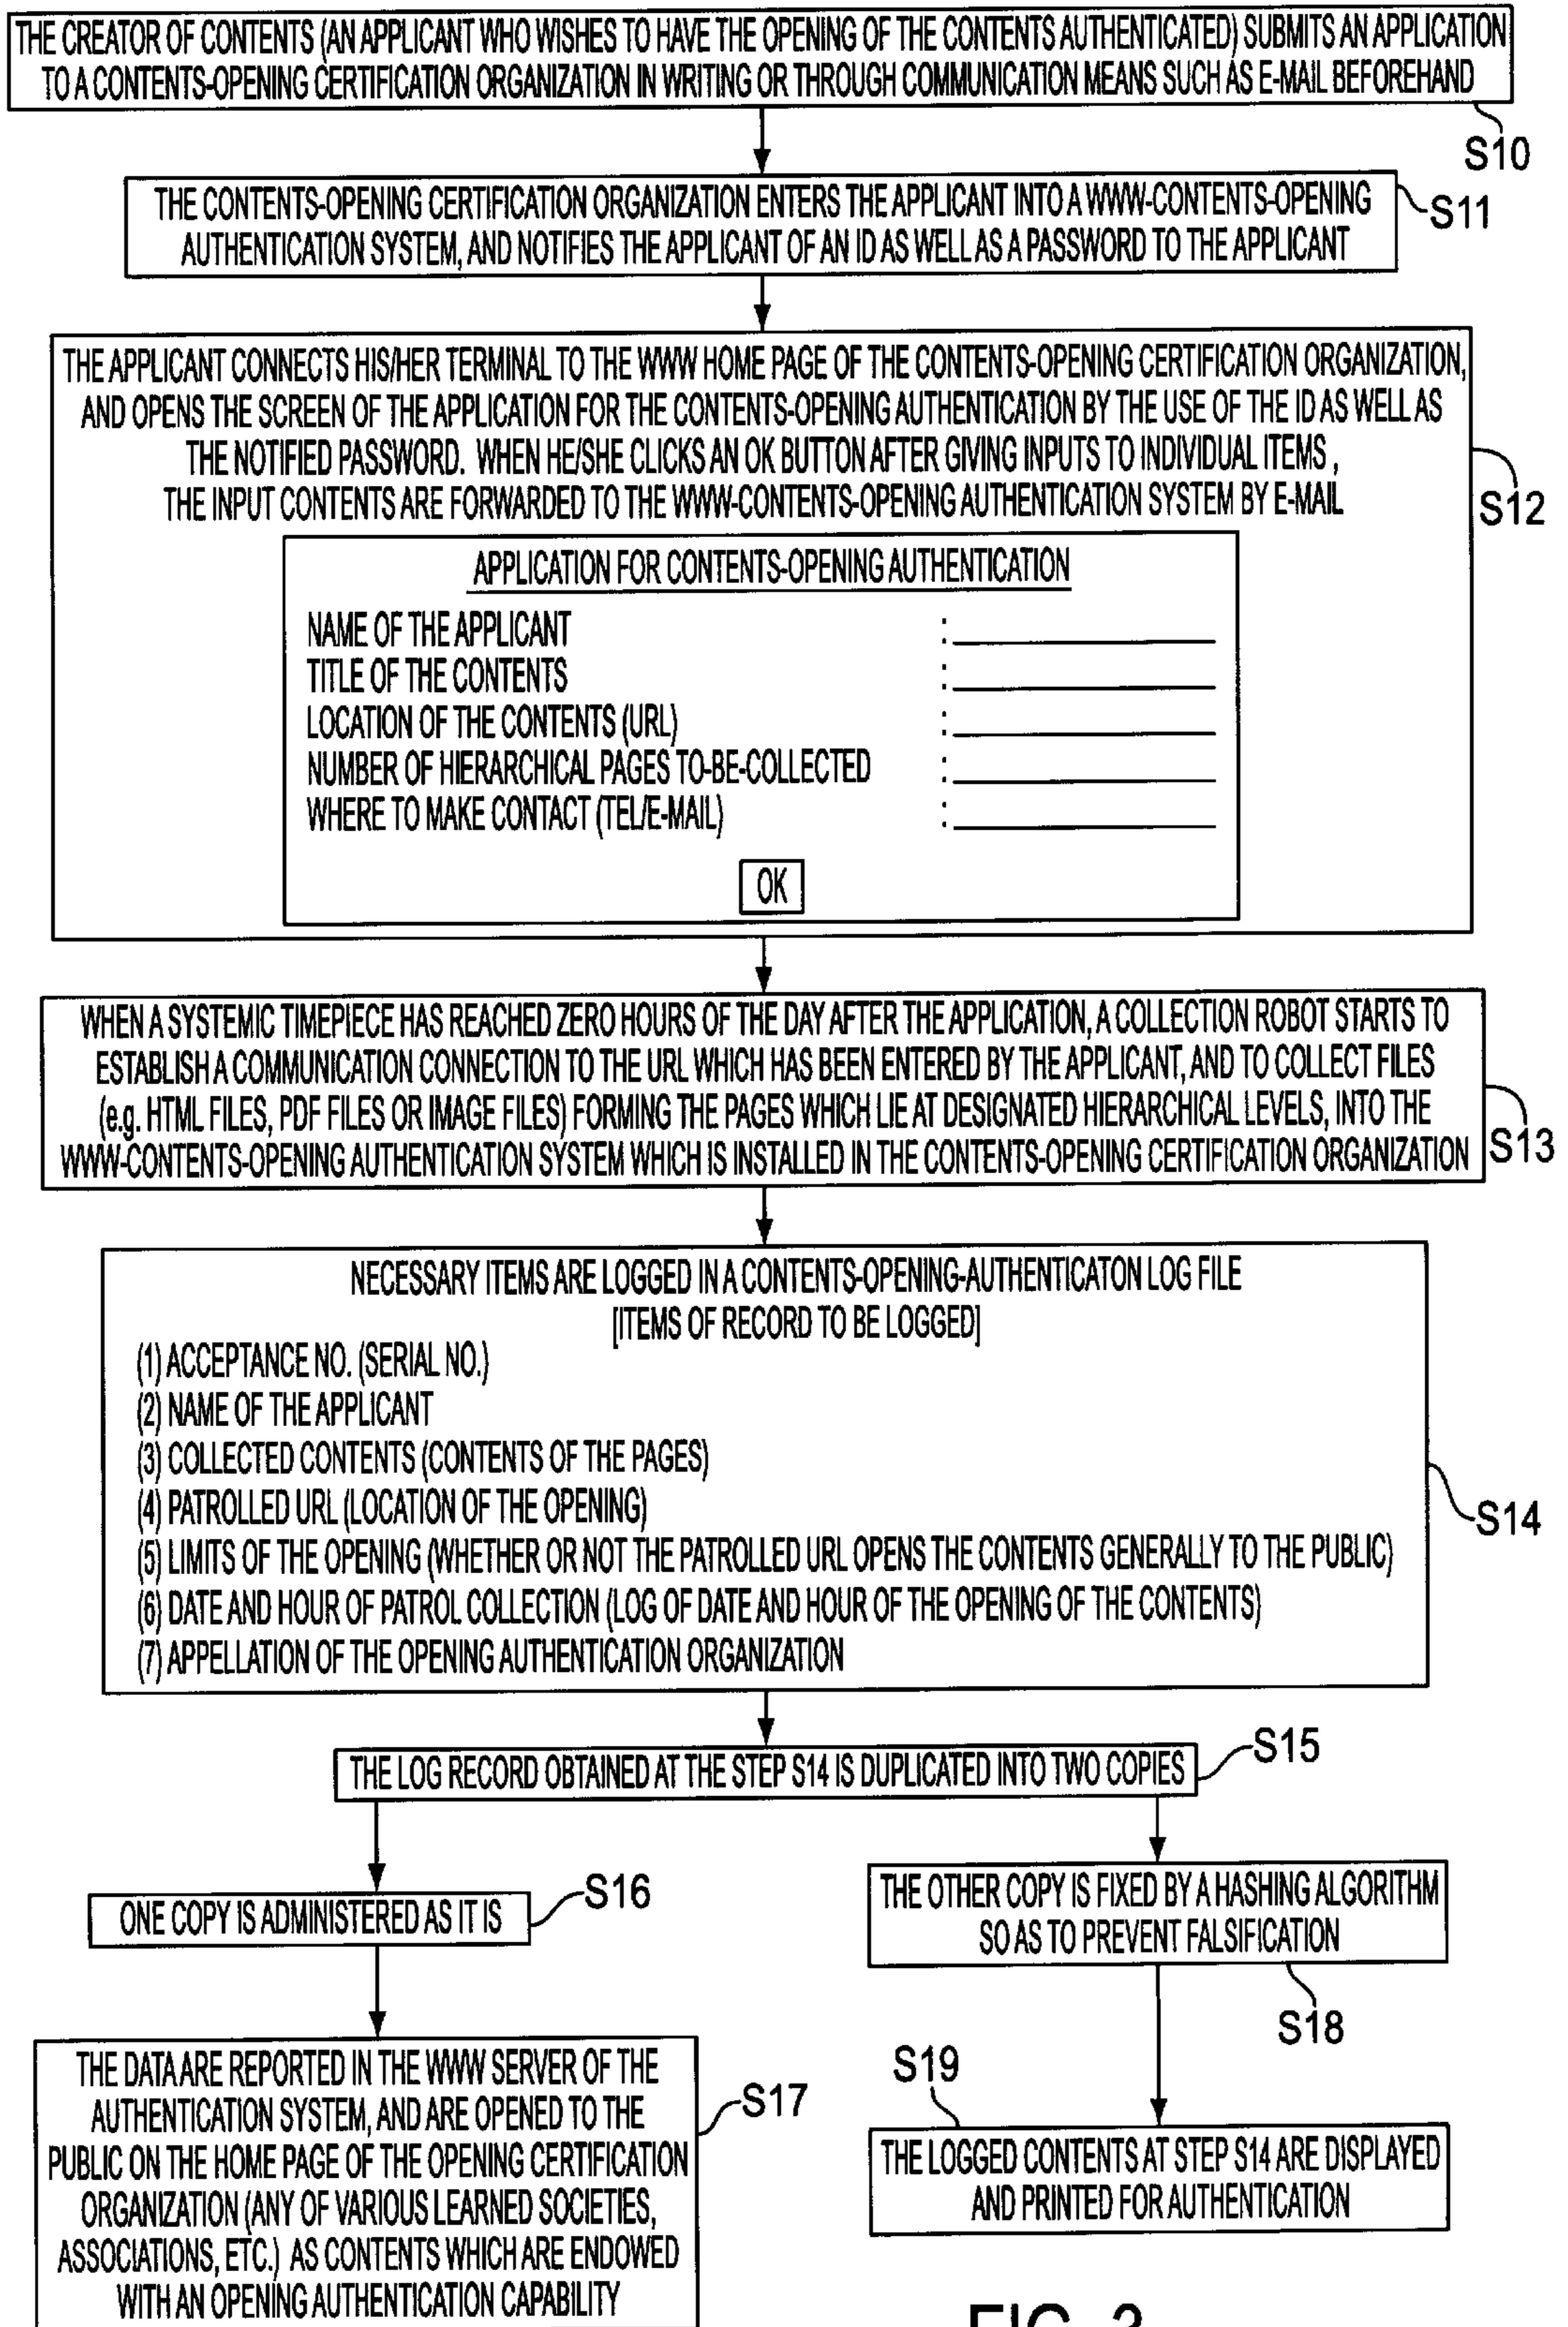 THE CREATOR OF CONTENTS (AN APPLICANT WHO WISHES TO HAVE THE OPENING OF THE CONTENTS AUTHENTICATED) SUBMITS AN APPLICATION
TO A CONTENTS-OPENING CERTIFICATION ORGANIZATION IN WRITING OR THROUGH COMMUNICATION MEANS SUCH AS E-MAIL BEFOREHAND
S10
THE CONTENTS-OPENING CERTIFICATION ORGANIZATION ENTERS THE APPLICANT INTO A WWW-CONTENTS-OPENING
AUTHENTICATION SYSTEM, AND NOTIFIES THE APPLICANT OF AN ID AS WELL AS A PASSWORD TO THE APPLICANT
S11
THE APPLICANT CONNECTS HIS/HER TERMINAL TO THE WWW HOME PAGE OF THE CONTENTS-OPENING CERTIFICATION ORGANIZATION,
AND OPENS THE SCREEN OF THE APPLICATION FOR THE CONTENTS-OPENING AUTHENTICATION BY THE USE OF THE ID AS WELL AS
THE NOTIFIED PASSWORD. WHEN HE/SHE CLICKS AN OK BUTTON AFTER GIVING INPUTS TO INDIVIDUAL ITEMS ,
THE INPUT CONTENTS ARE FORWARDED TO THE WWW-CONTENTS-OPENING AUTHENTICATION SYSTEM BY E-MAIL
S12
APPLICATION FOR CONTENTS-OPENING AUTHENTICATION
NAME OF THE APPLICANT :
TITLE OF THE CONTENTS :
LOCATION OF THE CONTENTS (URL) :
NUMBER OF HIERARCHICAL PAGES TO-BE-COLLECTED :
WHERE TO MAKE CONTACT (TEL/E-MAIL) :
OK
WHEN A SYSTEMIC TIMEPIECE HAS REACHED ZERO HOURS OF THE DAY AFTER THE APPLICATION, A COLLECTION ROBOT STARTS TO
ESTABLISH A COMMUNICATION CONNECTION TO THE URL WHICH HAS BEEN ENTERED BY THE APPLICANT, AND TO COLLECT FILES
(e.g. HTML FILES, PDF FILES OR IMAGE FILES) FORMING THE PAGES WHICH LIE AT DESIGNATED HIERARCHICAL LEVELS, INTO THE
WWW-CONTENTS-OPENING AUTHENTICATION SYSTEM WHICH IS INSTALLED IN THE CONTENTS-OPENING CERTIFICATION ORGANIZATION
S13
NECESSARY ITEMS ARE LOGGED IN A CONTENTS-OPENING-AUTHENTICATON LOG FILE
[ITEMS OF RECORD TO BE LOGGED]
(1) ACCEPTANCE NO. (SERIAL NO.)
(2) NAME OF THE APPLICANT
(3) COLLECTED CONTENTS (CONTENTS OF THE PAGES)
(4) PATROLLED URL (LOCATION OF THE OPENING)
(5) LIMITS OF THE OPENING (WHETHER OR NOT THE PATROLLED URL OPENS THE CONTENTS GENERALLY TO THE PUBLIC)
(6) DATE AND HOUR OF PATROL COLLECTION (LOG OF DATE AND HOUR OF THE OPENING OF THE CONTENTS)
(7) APPELLATION OF THE OPENING AUTHENTICATION ORGANIZATION
S14
THE LOG RECORD OBTAINED AT THE STEP S14 IS DUPLICATED INTO TWO COPIES
S15
ONE COPY IS ADMINISTERED AS IT IS
S16
THE OTHER COPY IS FIXED BY A HASHING ALGORITHM
SO AS TO PREVENT FALSIFICATION
S18
THE DATA ARE REPORTED IN THE WWW SERVER OF THE
AUTHENTICATION SYSTEM, AND ARE OPENED TO THE
PUBLIC ON THE HOME PAGE OF THE OPENING CERTIFICATION
ORGANIZATION (ANY OF VARIOUS LEARNED SOCIETIES,
ASSOCIATIONS, ETC.) AS CONTENTS WHICH ARE ENDOWED
WITH AN OPENING AUTHENTICATION CAPABILITY
S17
S19
THE LOGGED CONTENTS AT STEP S14 ARE DISPLAYED
AND PRINTED FOR AUTHENTICATION